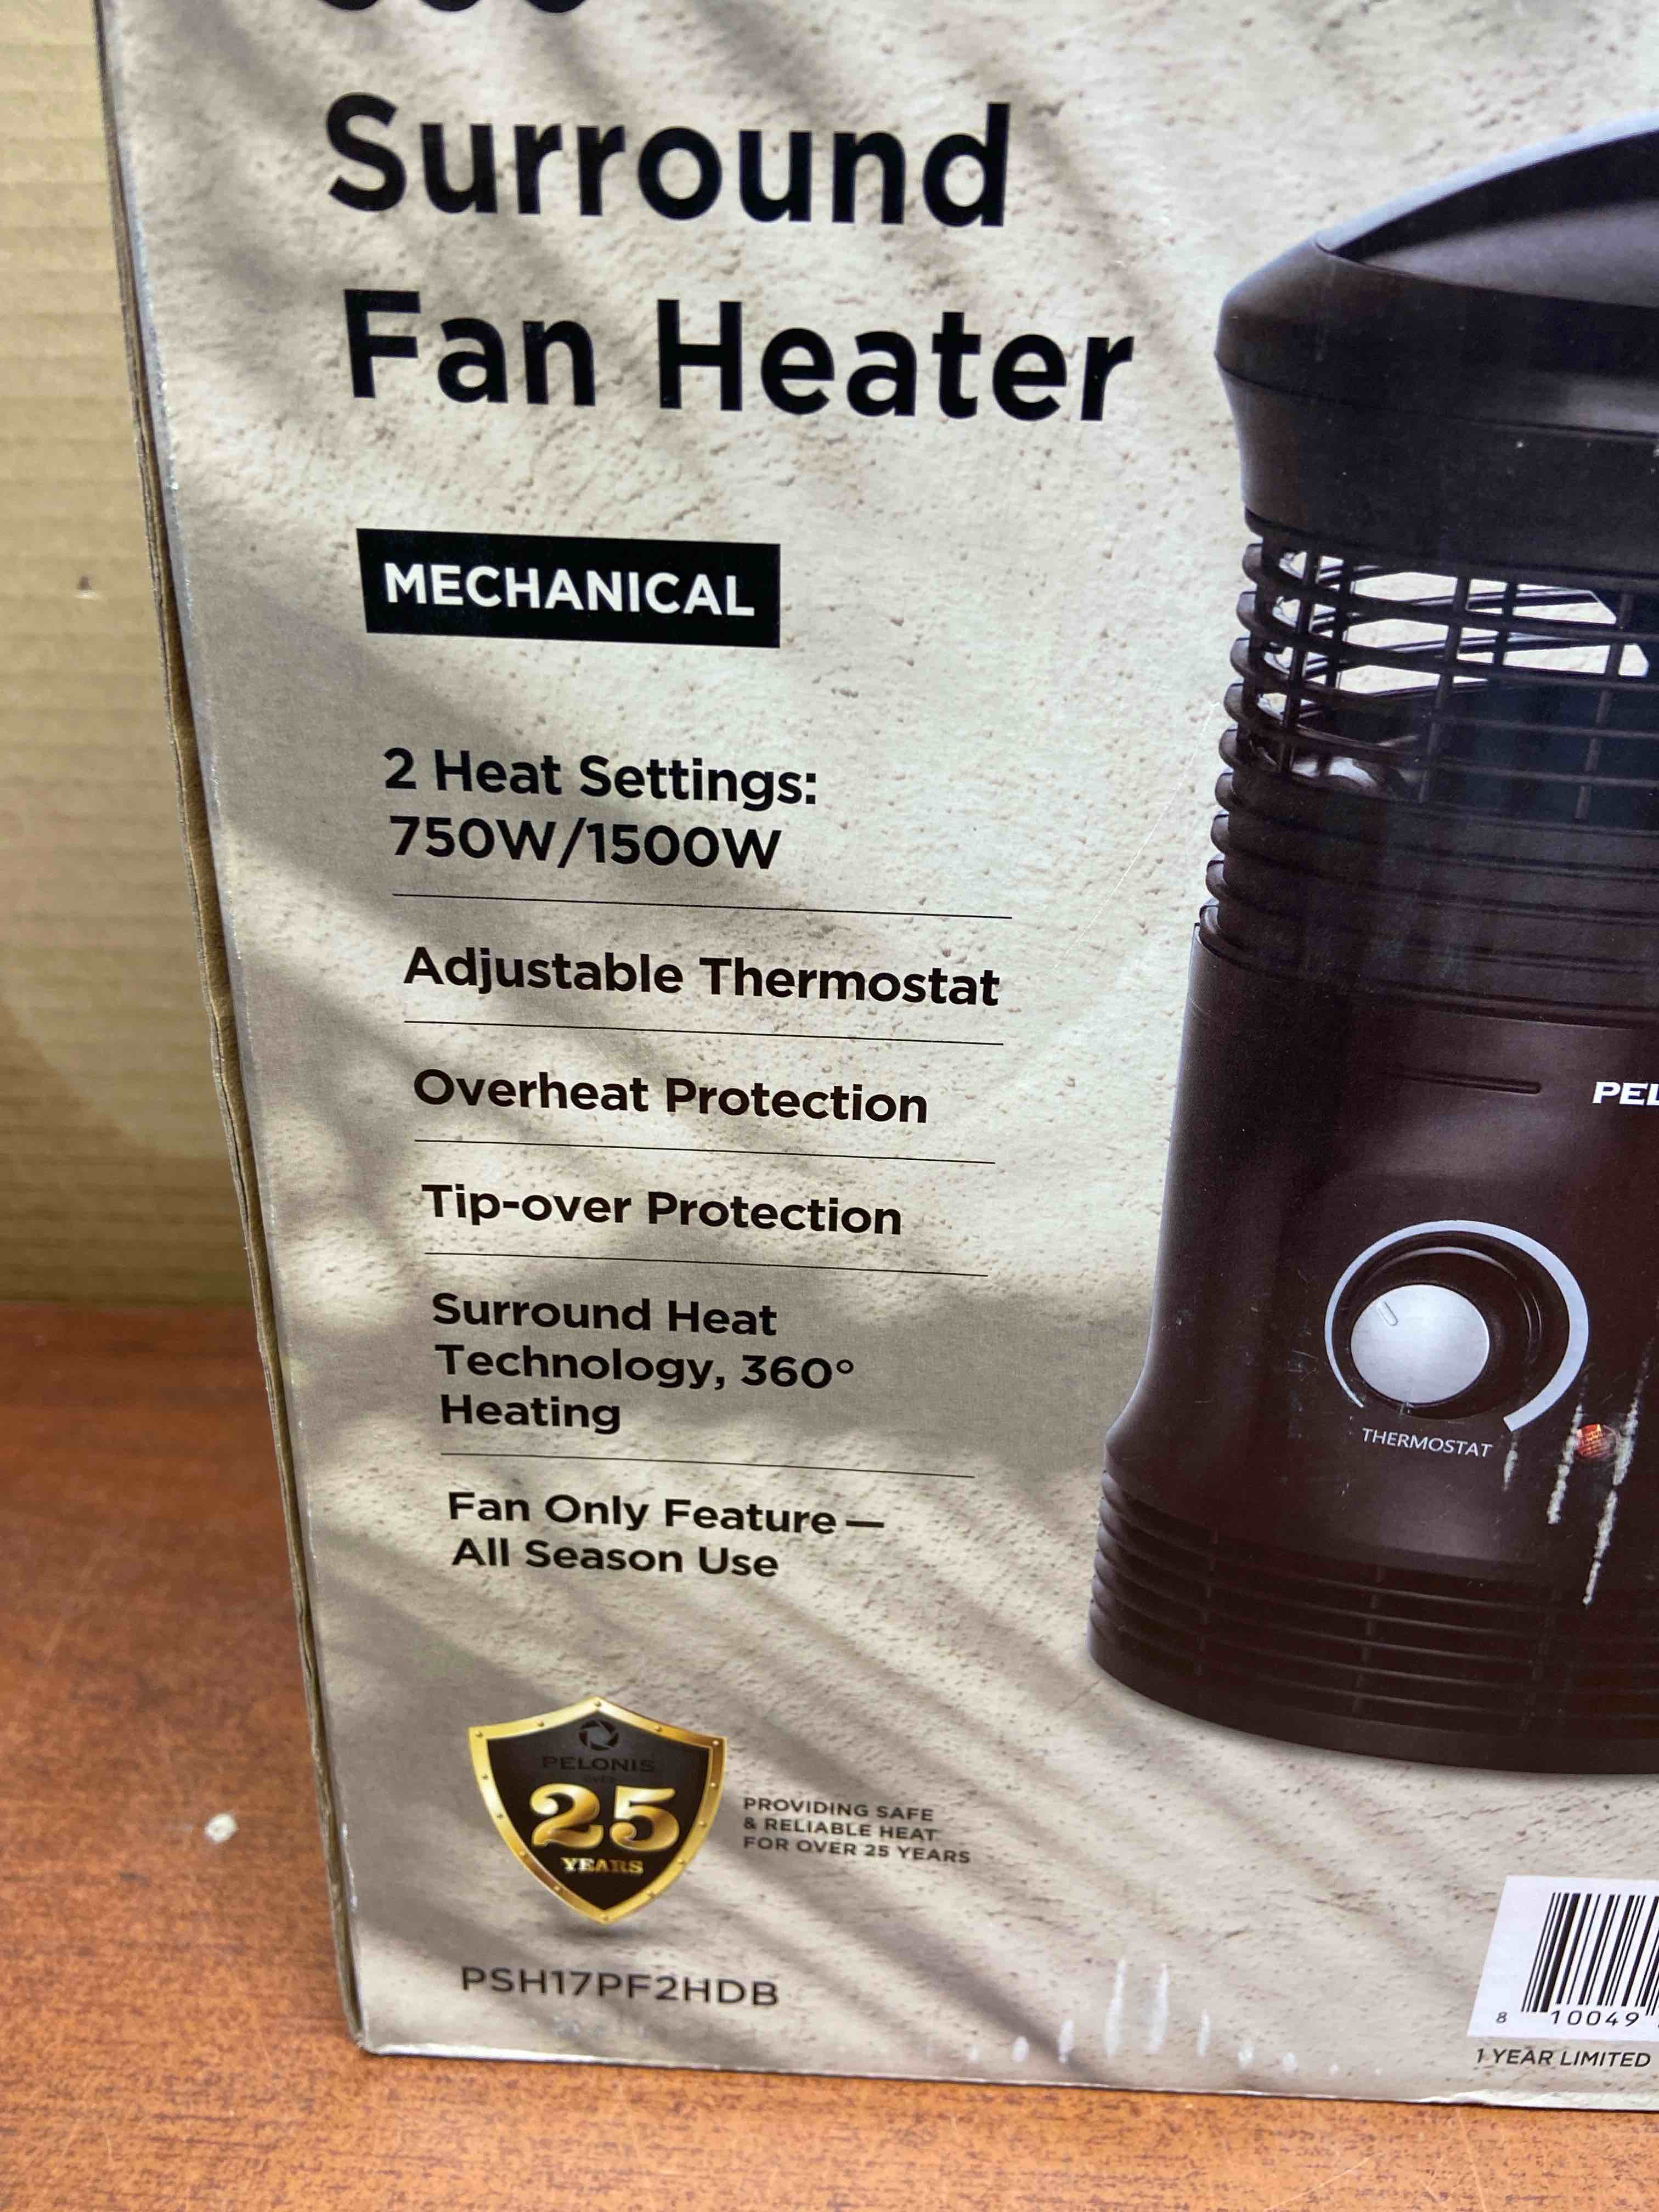 Surround
Fan Heater
MECHANICAL
2 Heat Settings:
750W/1500W
Adjustable Thermostat
Overheat Protection
Tip-over Protection
Surround Heat
Technology, 360°
Heating
Fan Only Feature —
All Season Use
PEL
THERMOSTAT
PELONIS
OVER
25
YEARS
PROVIDING SAFE
& RELIABLE HEAT
FOR OVER 25 YEARS
PSH17PF2HDB
8 10049
1 YEAR LIMITED